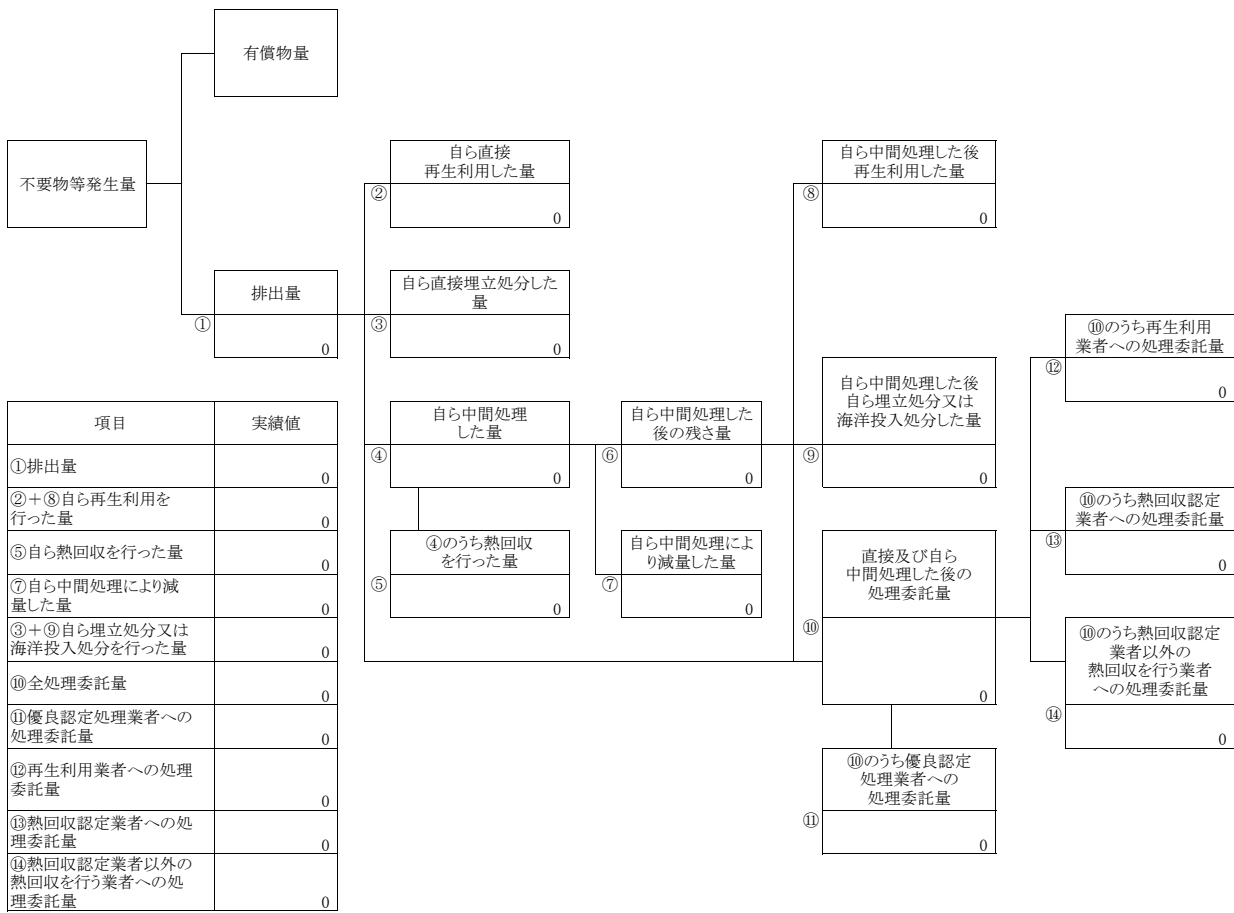 有償物量
不要物等発生量
自ら直接
再生利用した量
②
0
自ら中間処理した後
再生利用した量
⑧
0
排出量
①
0
自ら直接埋立処分した
量
③
0
⑩のうち再生利用
業者への処理委託量
⑫
0
自ら中間処理した後
自ら埋立処分又は
海洋投入処分した量
⑨
0
自ら中間処理
した量
④
0
自ら中間処理した
後の残さ量
⑥
0
⑩のうち熱回収認定
業者への処理委託量
⑬
0
④のうち熱回収
を行った量
⑤
0
自ら中間処理によ
り減量した量
⑦
0
直接及び自ら
中間処理した後の
処理委託量
⑩
0
⑩のうち熱回収認定
業者以外の
熱回収を行う業者
への処理委託量
⑭
0
⑩のうち優良認定
処理業者への
処理委託量
⑪
0
項目 実績値
①排出量 0
②+⑧自ら再生利用を
行った量 0
⑤自ら熱回収を行った量 0
⑦自ら中間処理により減
量した量 0
③+⑨自ら埋立処分又は
海洋投入処分を行った量 0
⑩全処理委託量 0
⑪優良認定処理業者への
処理委託量 0
⑫再生利用業者への処理
委託量 0
⑬熱回収認定業者への処
理委託量 0
⑭熱回収認定業者以外の
熱回収を行う業者への処
理委託量 0